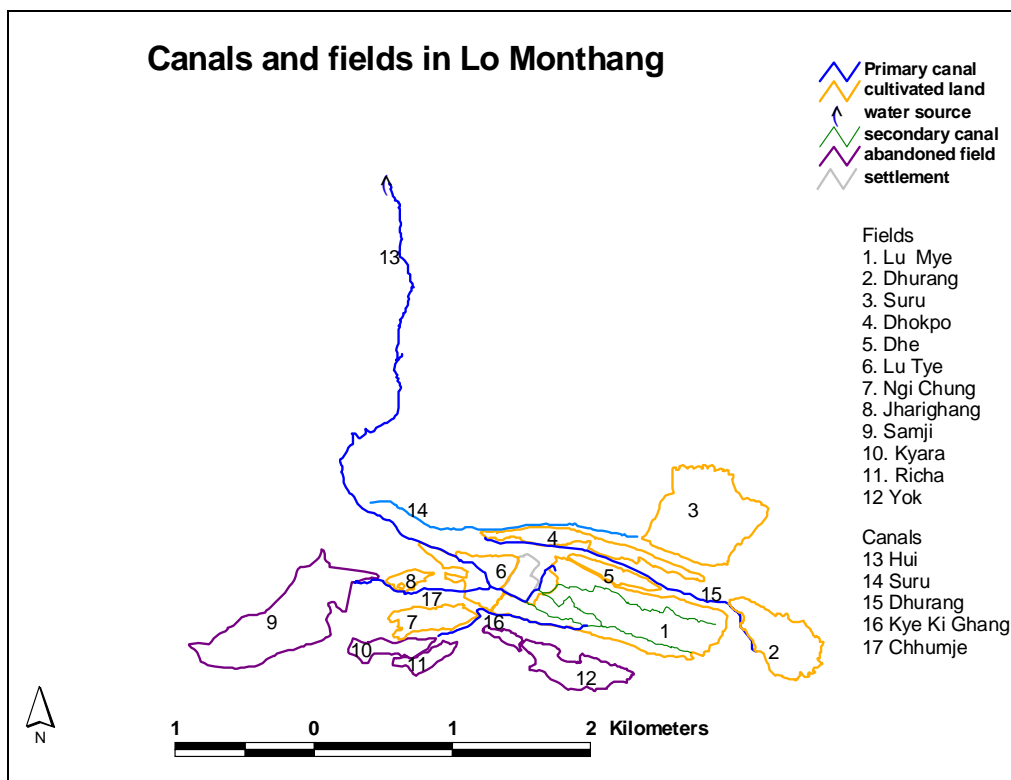 Canals and fields in Lo Monthang
Primary canal
cultivated land
water source
secondary canal
abandoned field
settlement
Fields
1. Lu Mye
2. Dhurang
3. Suru
4. Dhokpo
5. Dhe
6. Lu Tye
7. Ngi Chung
8. Jharighang
9. Samji
10. Kyara
11. Richa
12 Yok
Canals
13 Hui
14 Suru
15 Dhurang
16 Kye Ki Ghang
17 Chhumje
13
14
3
4
6
5
15
8
17
9
7
16
1
10
11
12
2
1 0 1 2 Kilometers
N